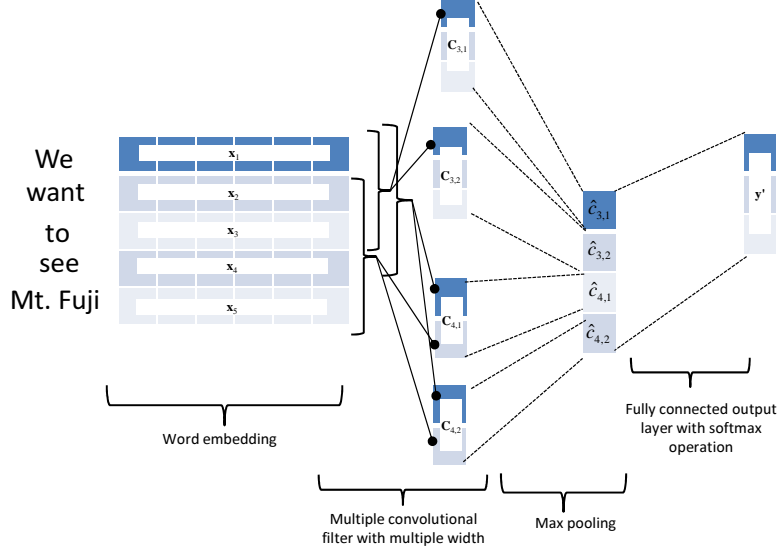 We
want
to
see
Mt. Fuji
x₁
x₂
x₃
x₄
x₅
Word embedding
C₃,₁
C₃,₂
C₄,₁
C₄,₂
Multiple convolutional
filter with multiple width
ĉ₃,₁
ĉ₃,₂
ĉ₄,₁
ĉ₄,₂
Max pooling
y'
Fully connected output
layer with softmax
operation